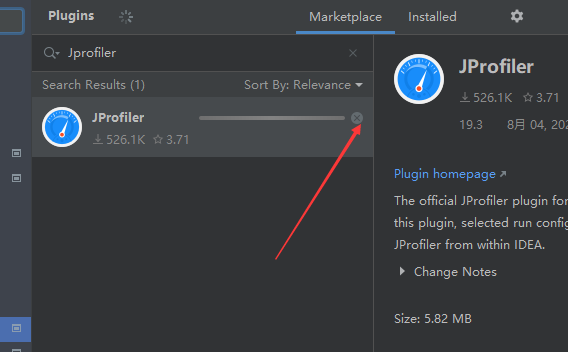 Plugins
Marketplace
Installed
Jprofiler
Search Results (1)
Sort By: Relevance
JProfiler
526.1K
3.71
JProfiler
526.1K
3.71
19.3
8月 04, 202
Plugin homepage
The official JProfiler plugin for
this plugin, selected run config
JProfiler from within IDEA.
Change Notes
Size: 5.82 MB